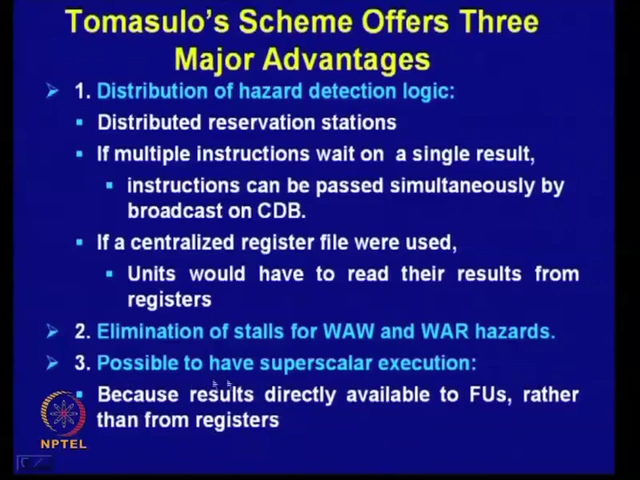 Tomasulo's Scheme Offers Three
Major Advantages
1. Distribution of hazard detection logic:
Distributed reservation stations
If multiple instructions wait on a single result,
instructions can be passed simultaneously by
broadcast on CDB.
If a centralized register file were used,
Units would have to read their results from
registers
2. Elimination of stalls for WAW and WAR hazards.
3. Possible to have superscalar execution:
Because results directly available to FUs, rather
than from registers
NPTEL